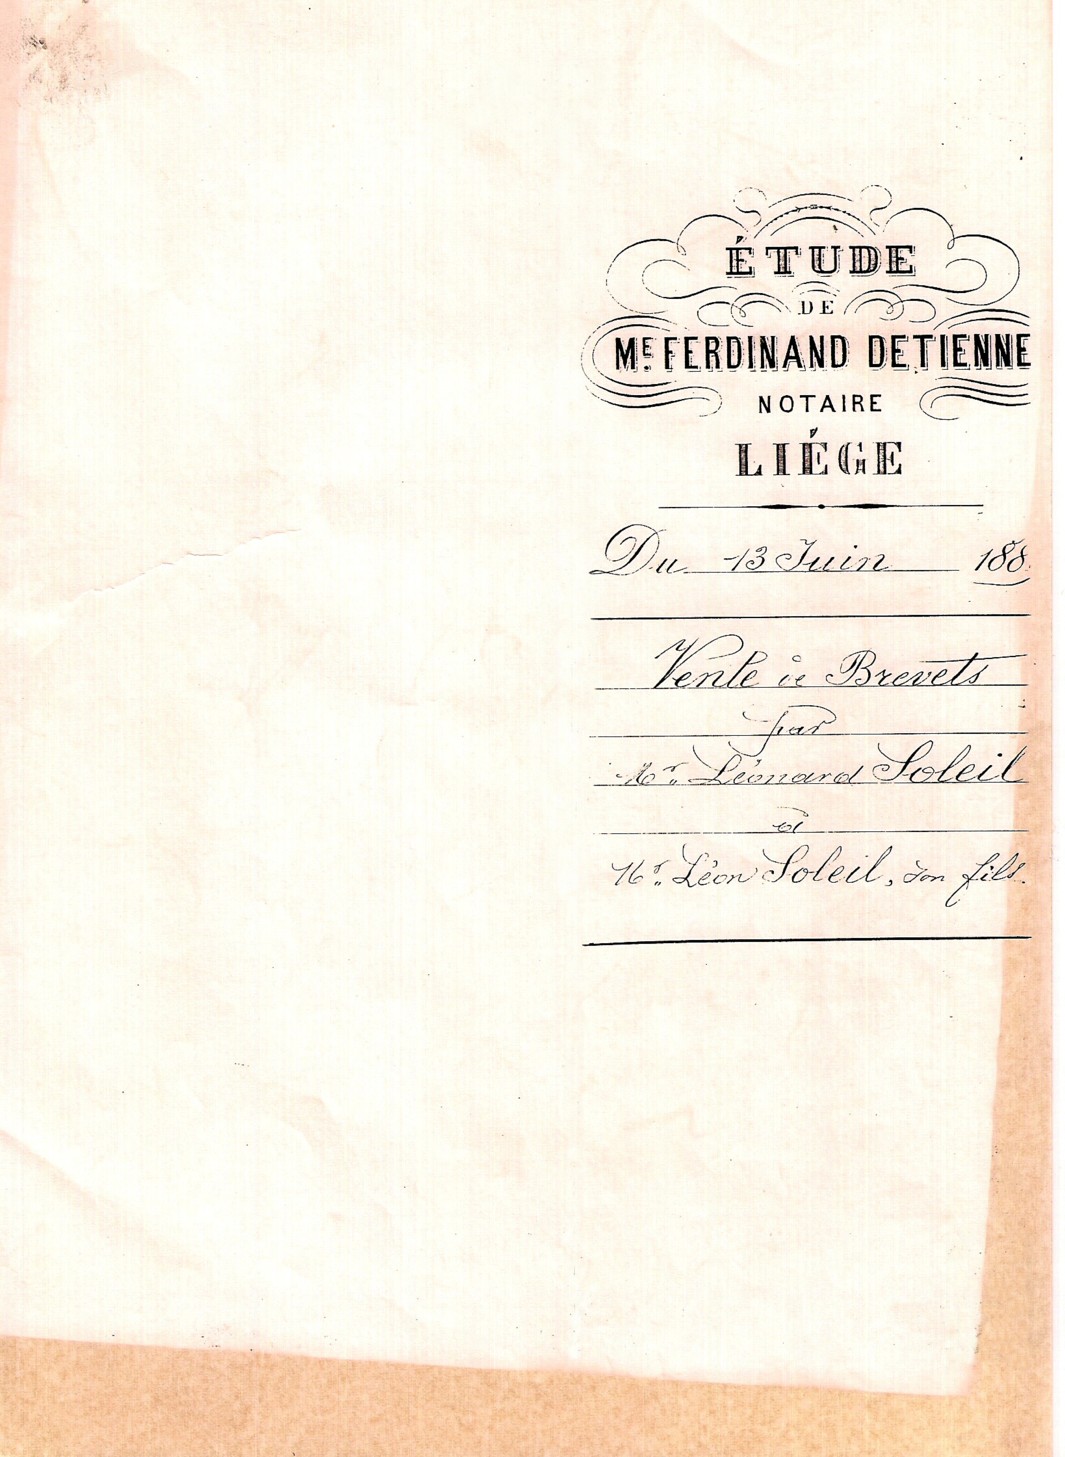 ÉTUDE
DE
ME. FERDINAND DETIENNE
NOTAIRE
LIÉGE
Du 13 Juin 188
Vente de Brevets
par
Mr. Léonard Soleil
à
Mr. Léon Soleil, son fils.